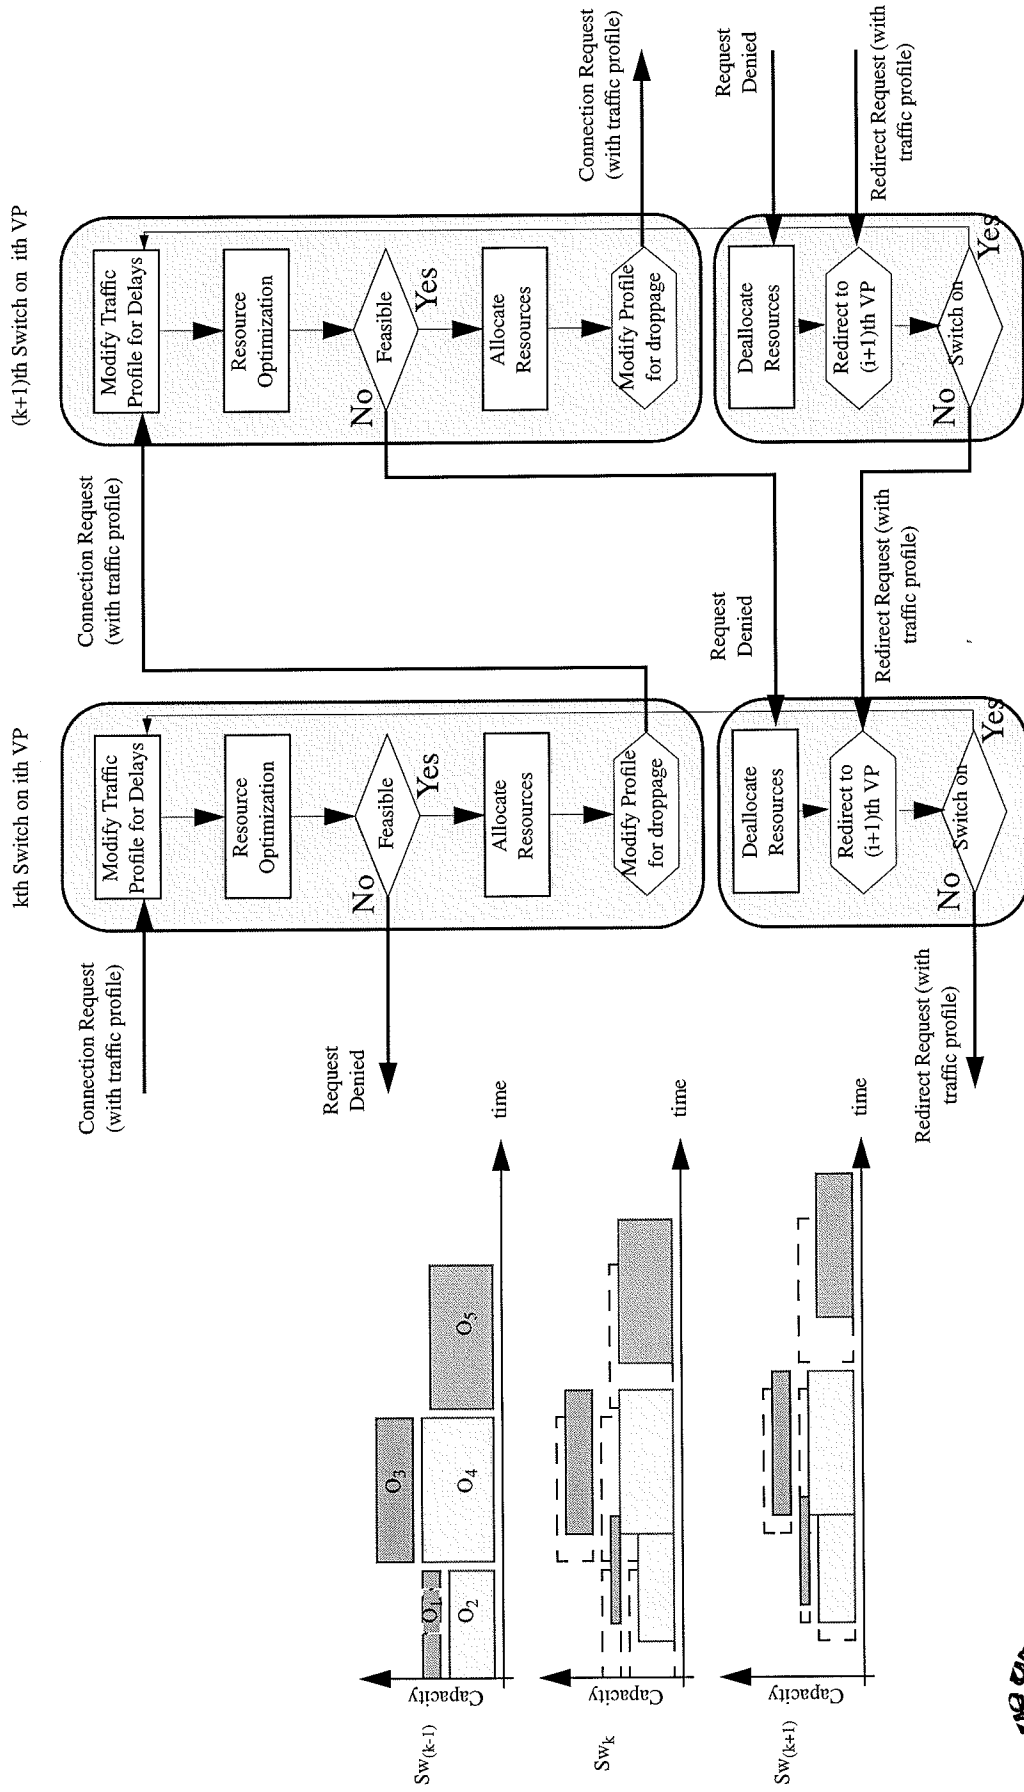 kth Switch on ith VP
(k+1)th Switch on ith VP
Connection Request
(with traffic profile)
Modify Traffic
Profile for Delays
Connection Request
(with traffic profile)
Modify Traffic
Profile for Delays
Resource
Optimization
Resource
Optimization
Request
Denied
No
Feasible
Yes
No
Feasible
Yes
Allocate
Resources
Allocate
Resources
Modify Profile
for droppage
Modify Profile
for droppage
Connection Request
(with traffic profile)
Deallocate
Resources
Request
Denied
Deallocate
Resources
Request
Denied
Redirect to
(i+1)th VP
Redirect Request (with
traffic profile)
Redirect to
(i+1)th VP
Redirect Request (with
traffic profile)
Redirect Request (with
traffic profile)
No
Switch on
Yes
No
Switch on
Yes
Sw(k-1)
Capacity
O1
O2
O3
O4
O5
time
Swk
Capacity
time
Sw(k+1)
Capacity
time